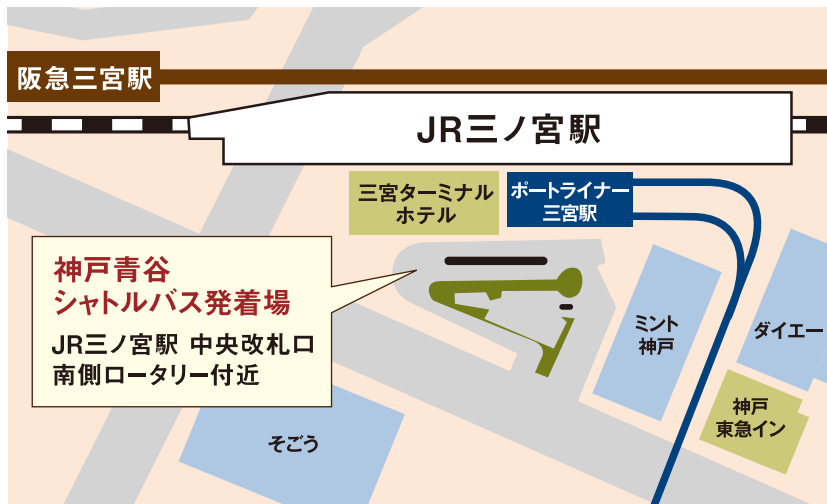 阪急三宮駅
JR三ノ宮駅
三宮ターミナル
ホテル
ポートライナー
三宮駅
神戸青谷
シャトルバス発着場
JR三ノ宮駅 中央改札口
南側ロータリー付近
ミント
神戸
ダイエー
神戸
東急イン
そごう